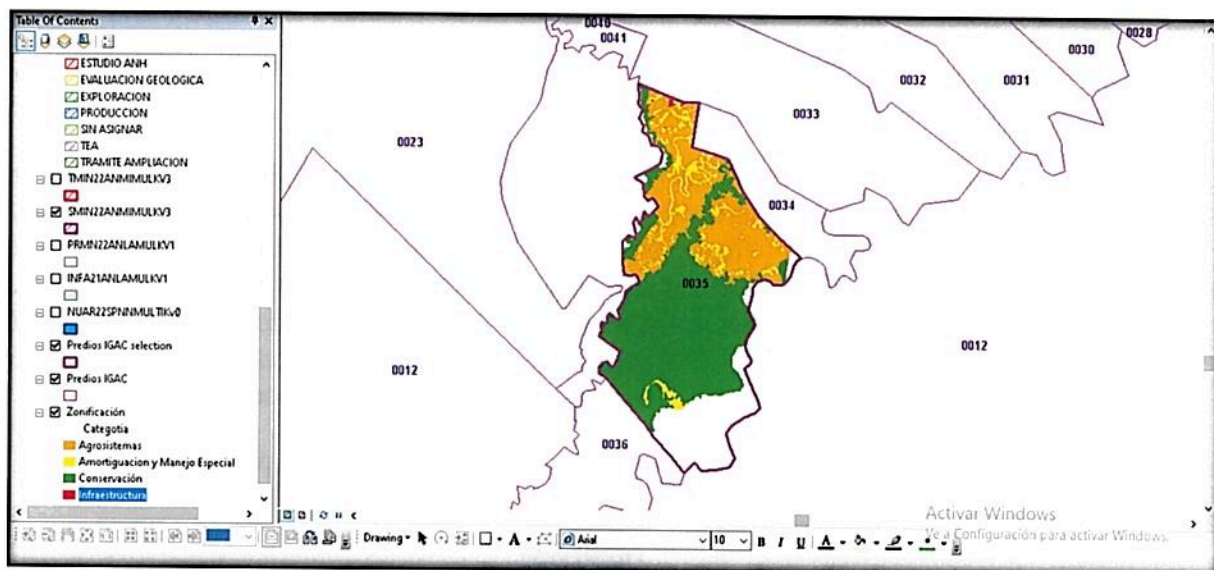 Table Of Contents
ESTUDIO ANH
EVALUACION GEOLOGICA
EXPLORACION
PRODUCCION
SIN ASIGNAR
TEA
TRAMITE AMPLIACION
TMIN22ANMIMULKV3
SMIN22ANMIMULKV3
PRMN22ANLAMULKV1
INFA21ANLAMULKV1
NUAR22SPNNMULTIKv0
Predios IGAC selection
Predios IGAC
Zonificación
Categotia
Agrosistemas
Amortiguacion y Manejo Especial
Conservación
Infraestructura
0040
0041
0028
0030
0031
0032
0033
0023
0034
0035
0012
0012
0036
Activar Windows
Ve a Configuración para activar Windows.
Drawing
Arial
10
B I U A